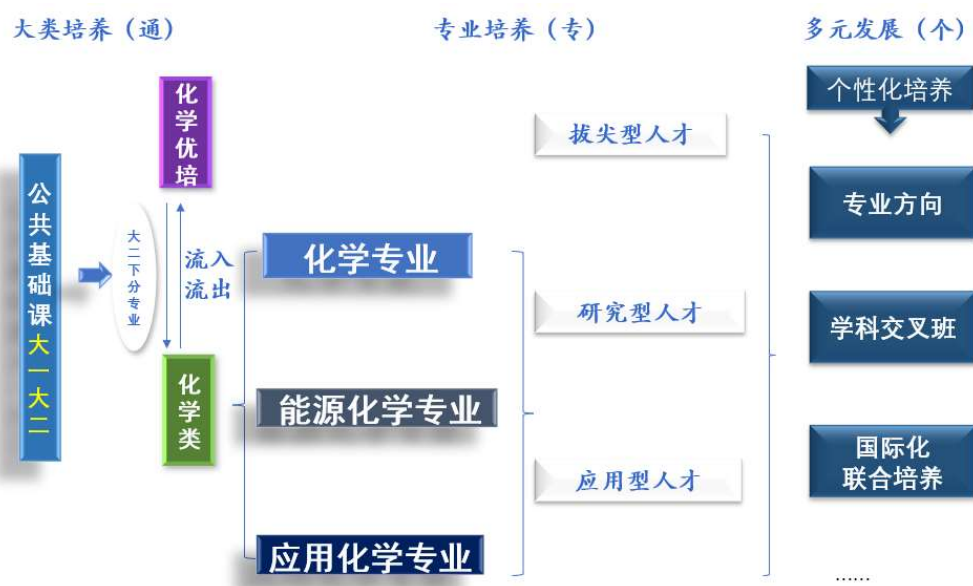 大类培养（通）
专业培养（专）
多元发展（个）
公共基础课大一大二
大二下分专业
化学优培
流入
流出
化学类
化学专业
能源化学专业
应用化学专业
拔尖型人才
研究型人才
应用型人才
个性化培养
专业方向
学科交叉班
国际化
联合培养
......